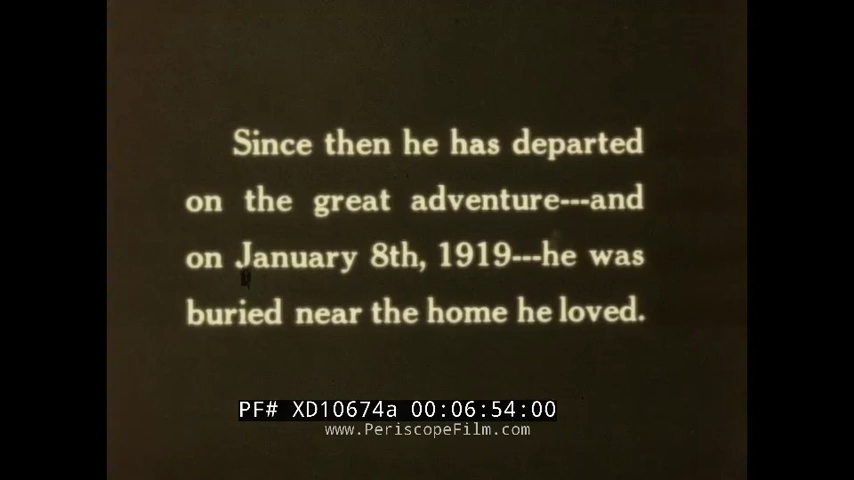 Since then he has departed
on the great adventure---and
on January 8th, 1919---he was
buried near the home he loved.
PF# XD10674a 00:06:54:00
www.PeriscopeFilm.com